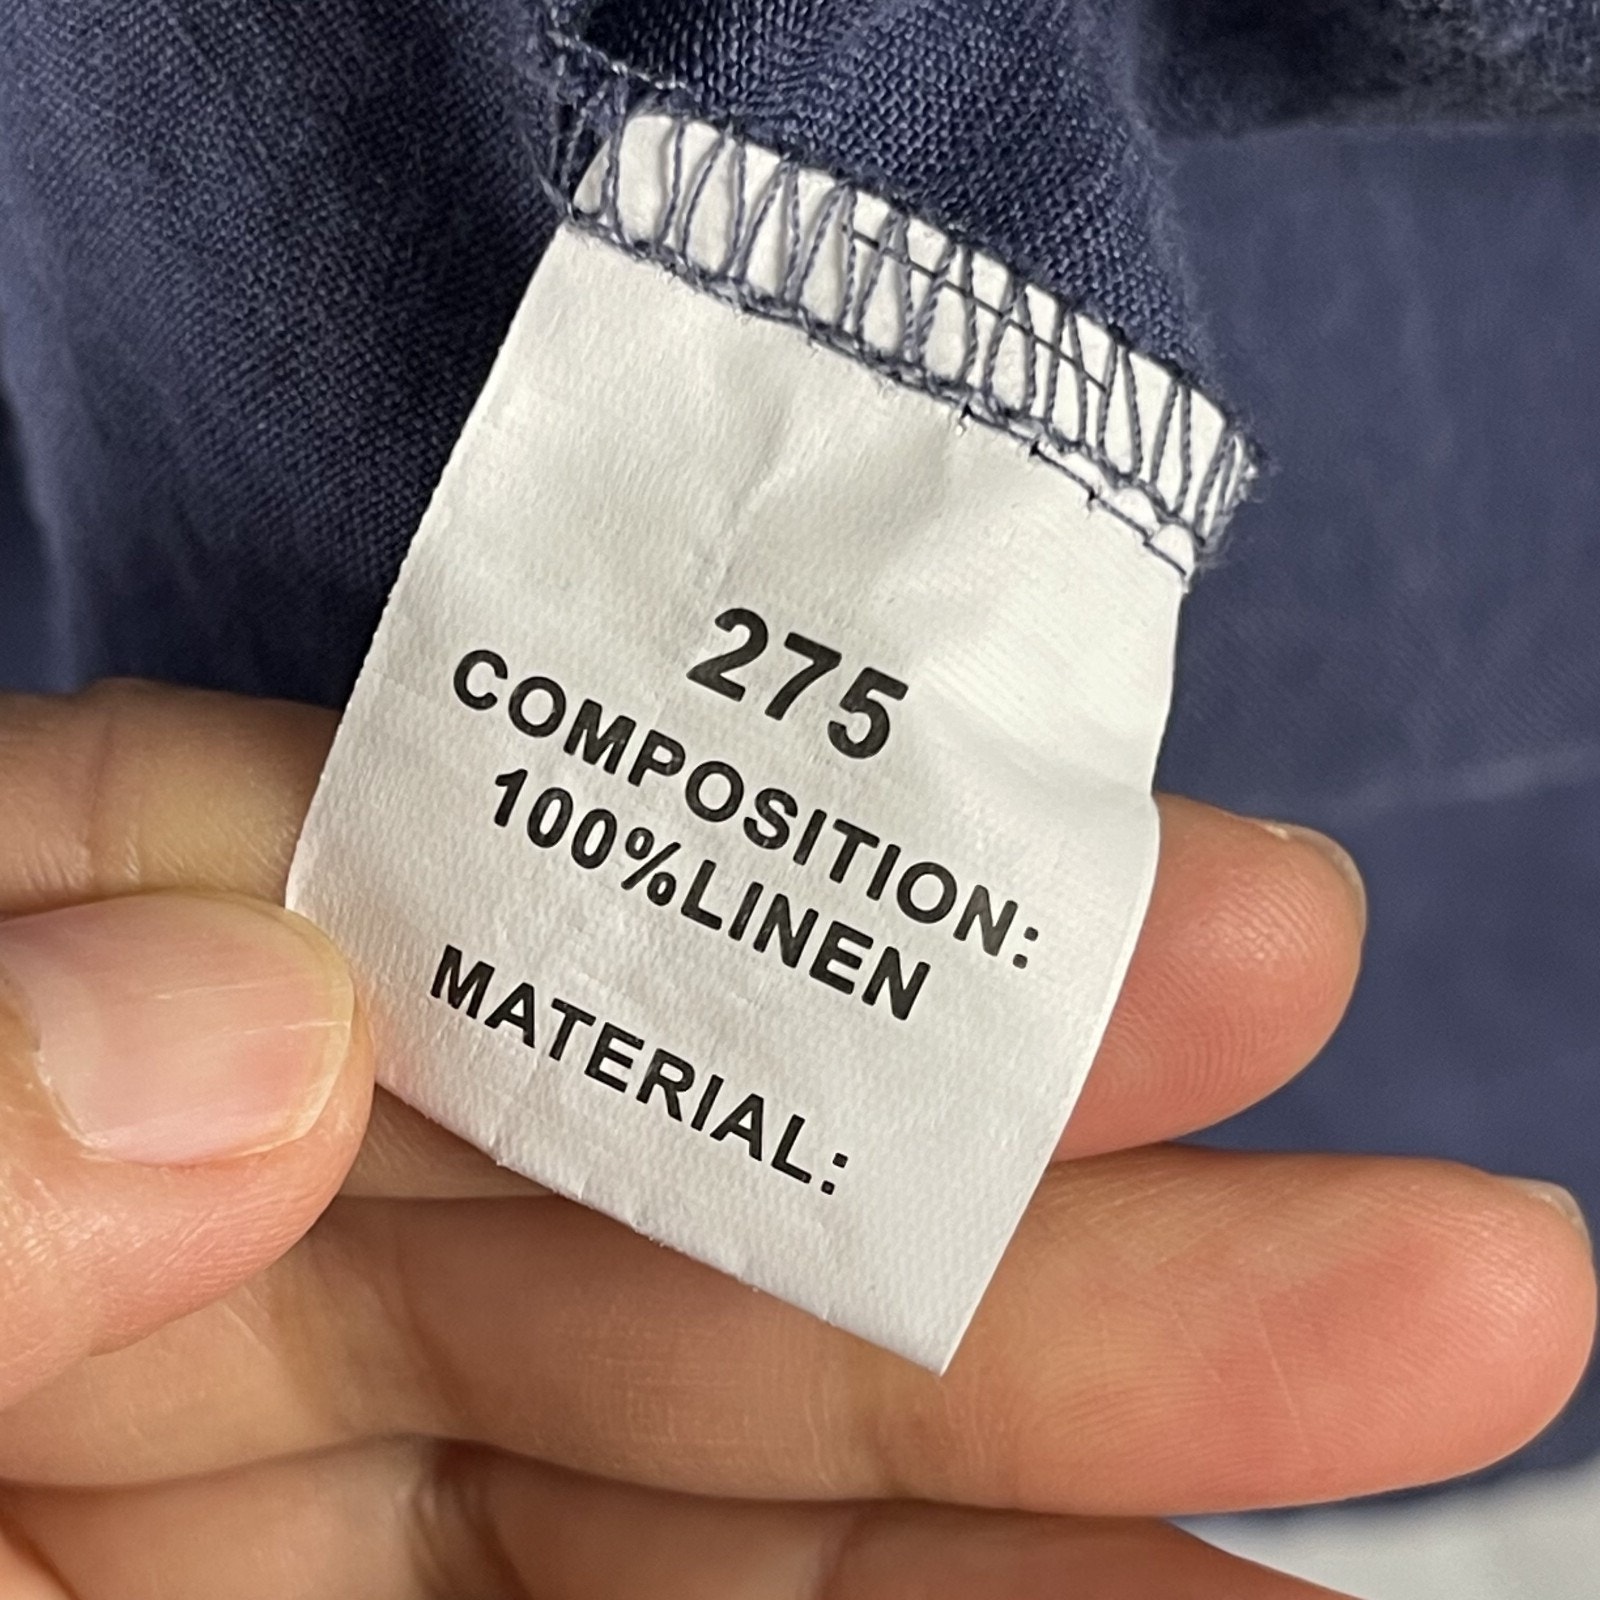 275
COMPOSITION:
100%LINEN
MATERIAL: